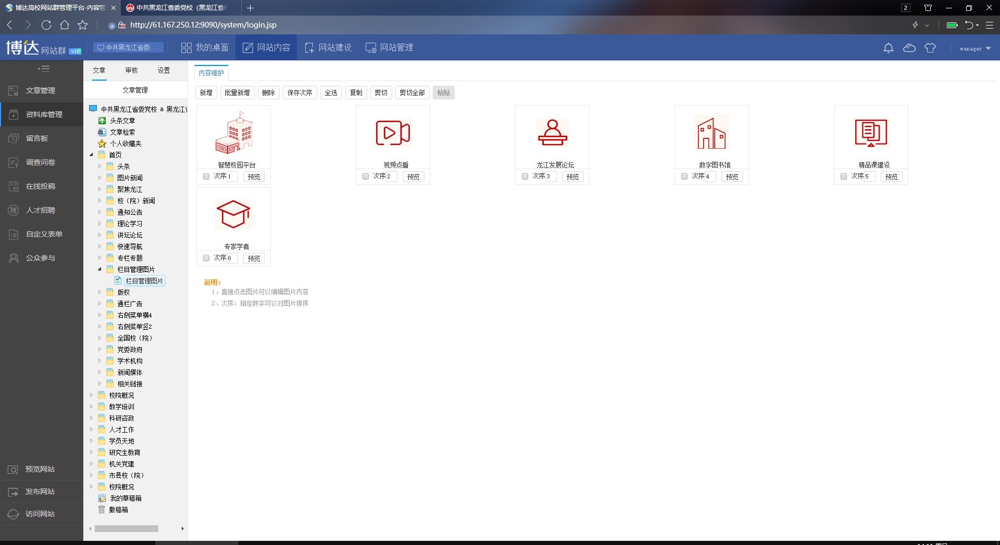 博达高校网站群管理平台-内容管
中共黑龙江省委党校（黑龙江省行
2
http://61.167.250.12:9090/system/login.jsp
博达 网站群 V10
中共黑龙江省委...
我的桌面
网站内容
网站建设
网站管理
manager
文章管理
资料库管理
留言板
调查问卷
在线投稿
人才招聘
自定义表单
公众参与
预览网站
发布网站
访问网站
文章 审核 设置
文章管理
中共黑龙江省委党校 & 黑龙江省
头条文章
文章检索
个人收藏夹
首页
头条
图片新闻
聚焦龙江
校（院）新闻
通知公告
理论学习
讲坛论坛
快速导航
专栏专题
栏目管理图片
栏目管理图片
版权
通栏广告
右侧菜单横4
右侧菜单竖2
全国校（院）
党委政府
学术机构
新闻媒体
相关链接
校院概况
教学培训
科研咨政
人才工作
学员天地
研究生教育
机关党建
市县校（院）
校院概况
我的草稿箱
撤稿箱
内容维护
新增 批量新增 删除 保存次序 全选 复制 剪切 剪切全部 粘贴
智慧校园平台
次序 1 预览
视频点播
次序 2 预览
龙江发展论坛
次序 3 预览
数字图书馆
次序 4 预览
精品课建设
次序 5 预览
专家学者
次序 6 预览
说明：
1、直接点击图片可以编辑图片内容
2、次序：指定数字可以对图片排序